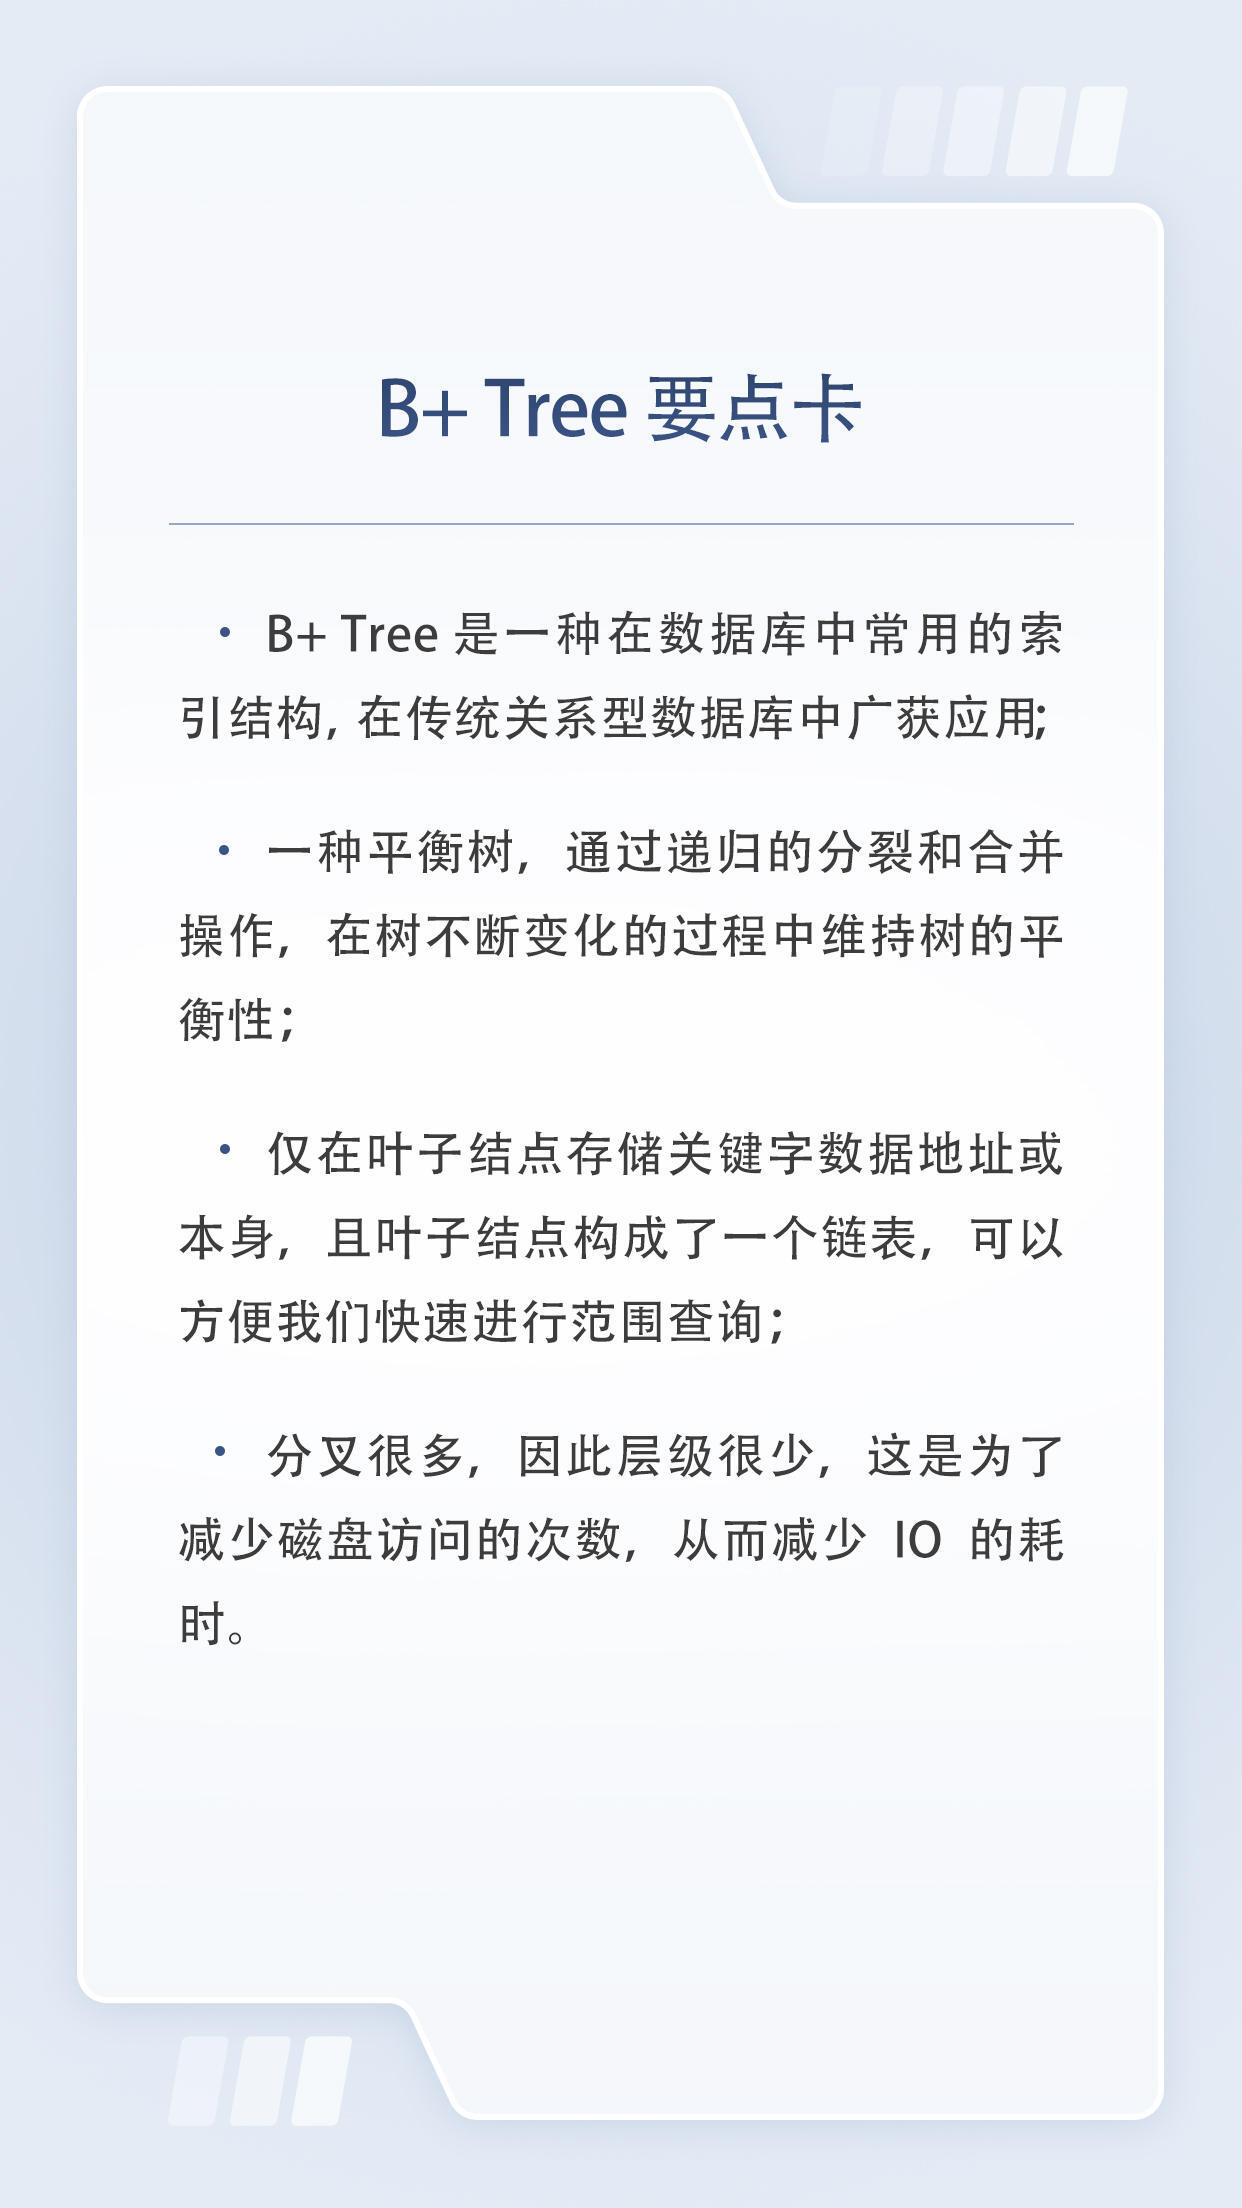 B+ Tree 要点卡
• B+ Tree 是一种在数据库中常用的索
引结构, 在传统关系型数据库中广获应用;
• 一种平衡树，通过递归的分裂和合并
操作，在树不断变化的过程中维持树的平
衡性；
• 仅在叶子结点存储关键字数据地址或
本身，且叶子结点构成了一个链表，可以
方便我们快速进行范围查询；
• 分叉很多，因此层级很少，这是为了
减少磁盘访问的次数，从而减少 IO 的耗
时。